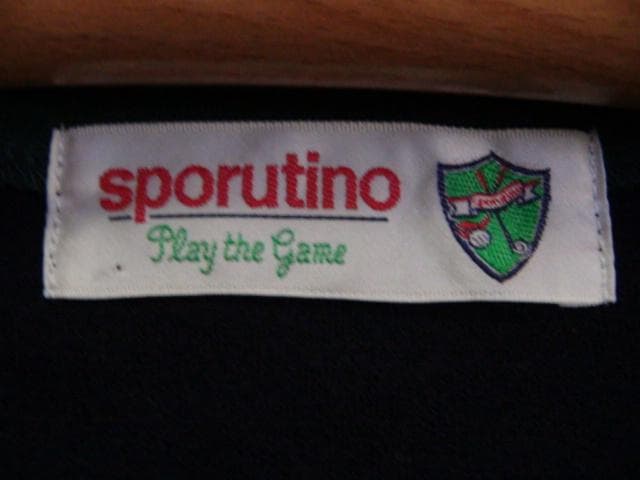 sporutino
Play the Game